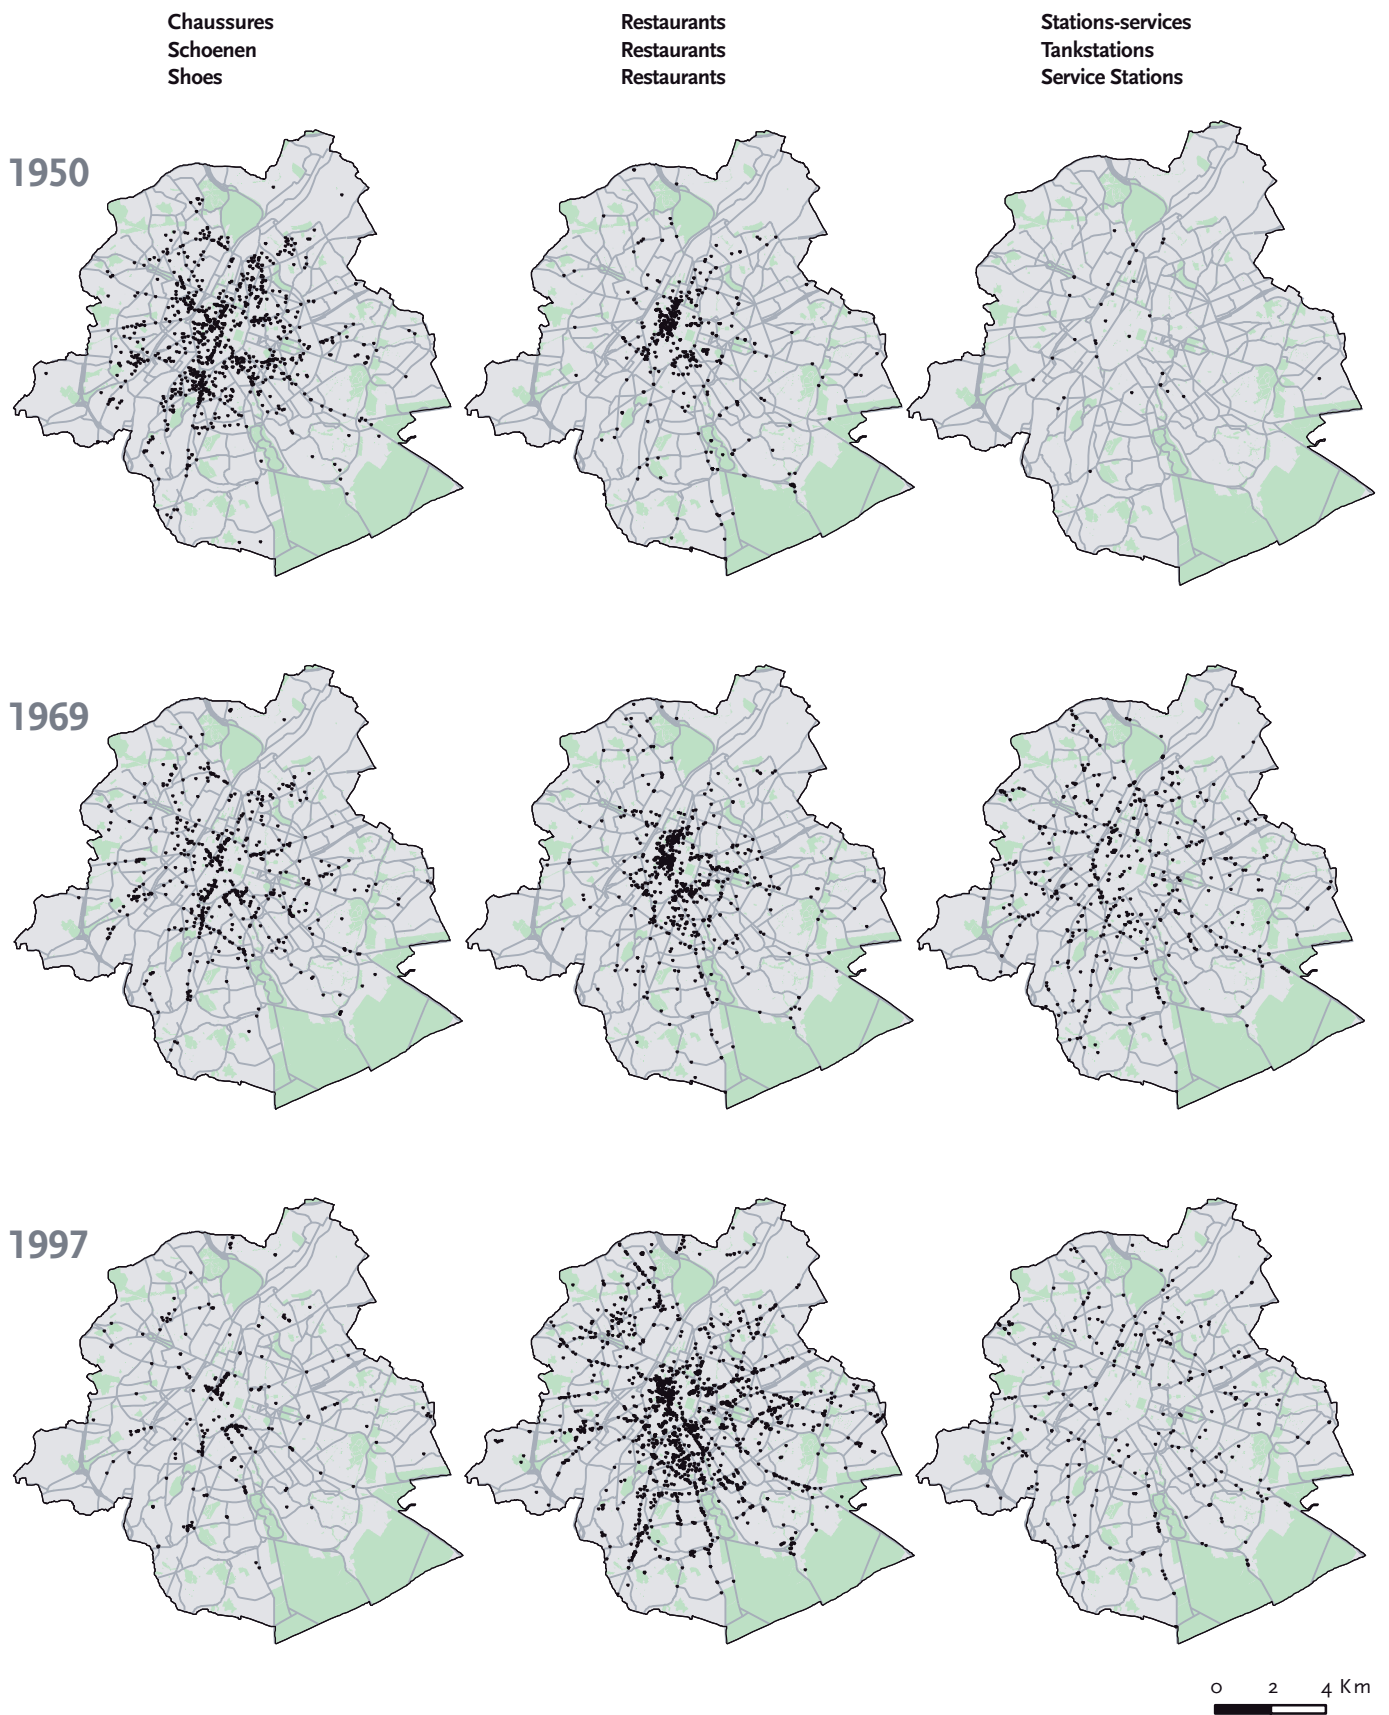 Chaussures
Schoenen
Shoes
Restaurants
Restaurants
Restaurants
Stations-services
Tankstations
Service Stations
1950
1969
1997
0 2 4 Km